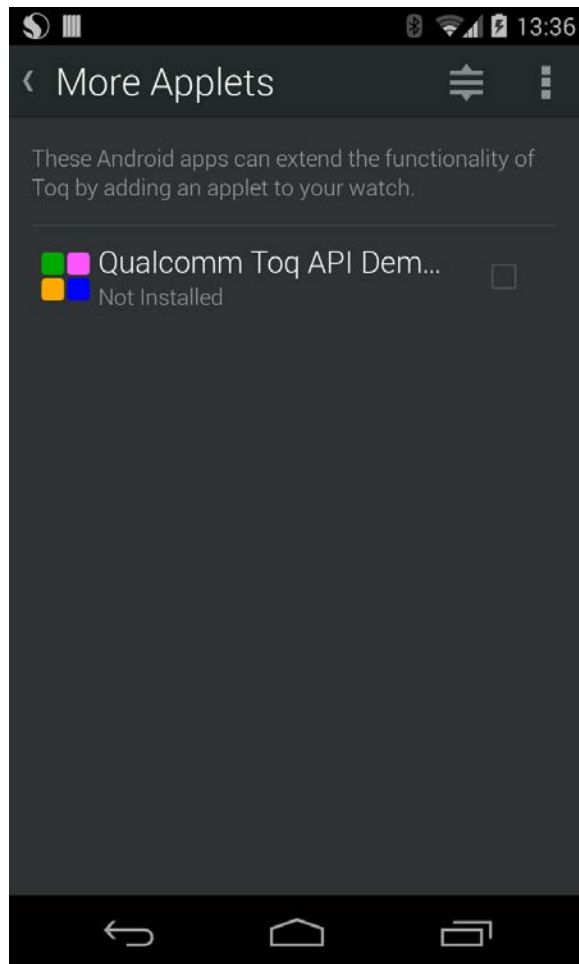 13:36
More Applets
These Android apps can extend the functionality of
Toq by adding an applet to your watch.
Qualcomm Toq API Dem...
Not Installed